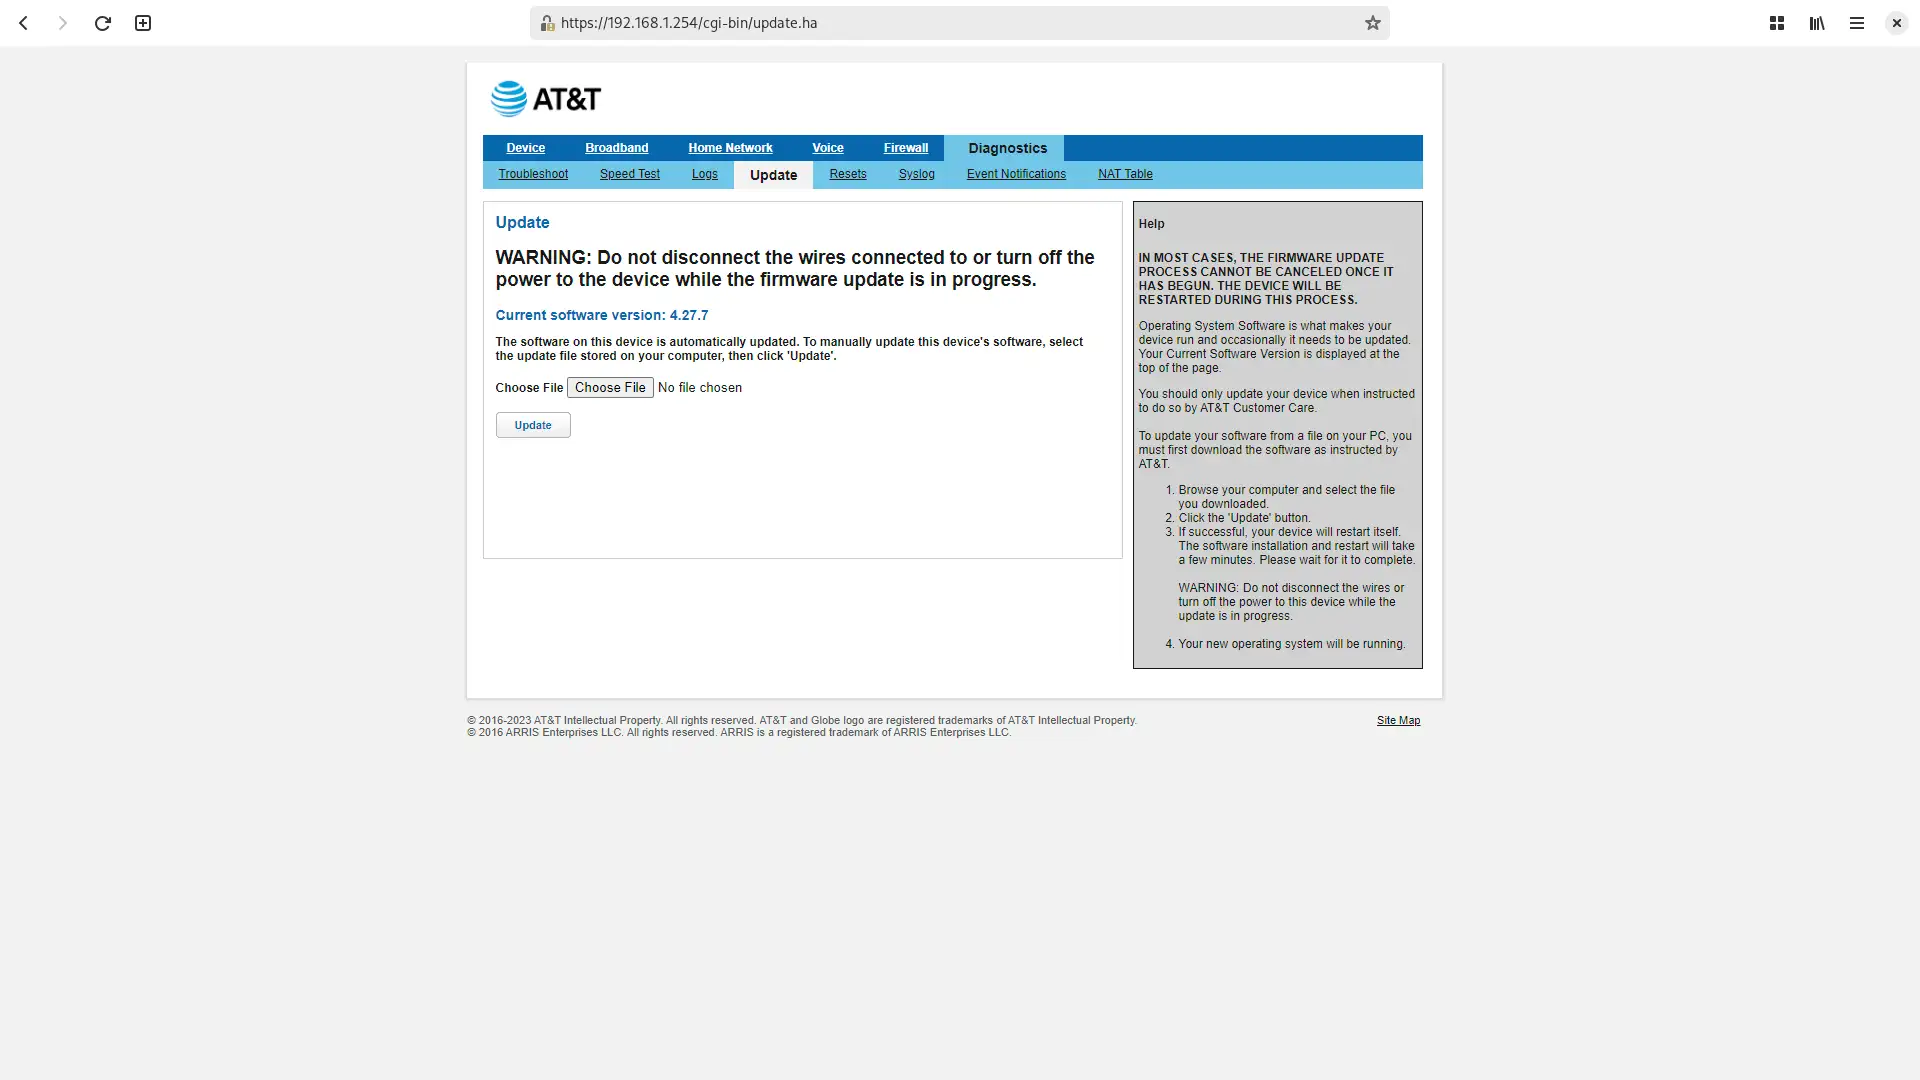 https://192.168.1.254/cgi-bin/update.ha
AT&T
Device Broadband Home Network Voice Firewall Diagnostics
Troubleshoot Speed Test Logs Update Resets Syslog Event Notifications NAT Table
Update
WARNING: Do not disconnect the wires connected to or turn off the
power to the device while the firmware update is in progress.
Current software version: 4.27.7
The software on this device is automatically updated. To manually update this device's software, select
the update file stored on your computer, then click 'Update'.
Choose File Choose File No file chosen
Update
Help
IN MOST CASES, THE FIRMWARE UPDATE
PROCESS CANNOT BE CANCELED ONCE IT
HAS BEGUN. THE DEVICE WILL BE
RESTARTED DURING THIS PROCESS.
Operating System Software is what makes your
device run and occasionally it needs to be updated.
Your Current Software Version is displayed at the
top of the page.
You should only update your device when instructed
to do so by AT&T Customer Care.
To update your software from a file on your PC, you
must first download the software as instructed by
AT&T.
1. Browse your computer and select the file
you downloaded.
2. Click the 'Update' button.
3. If successful, your device will restart itself.
The software installation and restart will take
a few minutes. Please wait for it to complete.
WARNING: Do not disconnect the wires or
turn off the power to this device while the
update is in progress.
4. Your new operating system will be running.
© 2016-2023 AT&T Intellectual Property. All rights reserved. AT&T and Globe logo are registered trademarks of AT&T Intellectual Property.
© 2016 ARRIS Enterprises LLC. All rights reserved. ARRIS is a registered trademark of ARRIS Enterprises LLC.
Site Map